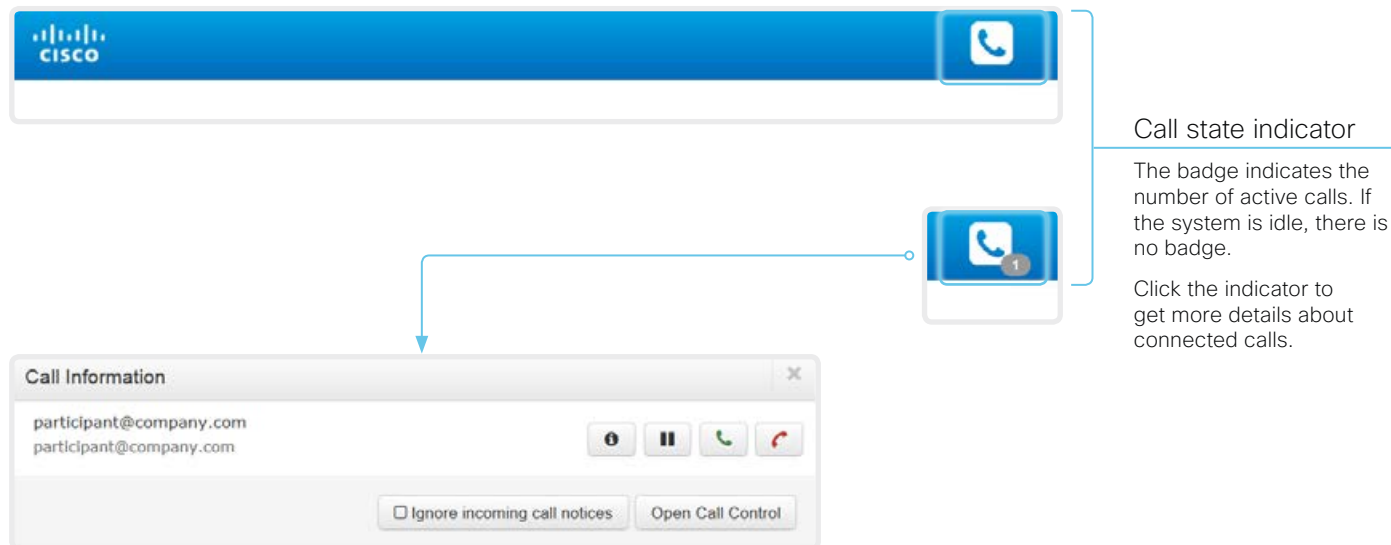 CISCO
Call state indicator
The badge indicates the
number of active calls. If
the system is idle, there is
no badge.
Click the indicator to
get more details about
connected calls.
1
Call Information
participant@company.com
participant@company.com
Ignore incoming call notices
Open Call Control